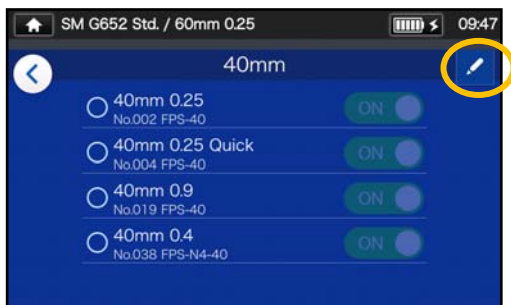 SM G652 Std. / 60mm 0.25 09:47
40mm
40mm 0.25 ON
No.002 FPS-40
40mm 0.25 Quick ON
No.004 FPS-40
40mm 0.9 ON
No.019 FPS-40
40mm 0.4 ON
No.038 FPS-N4-40